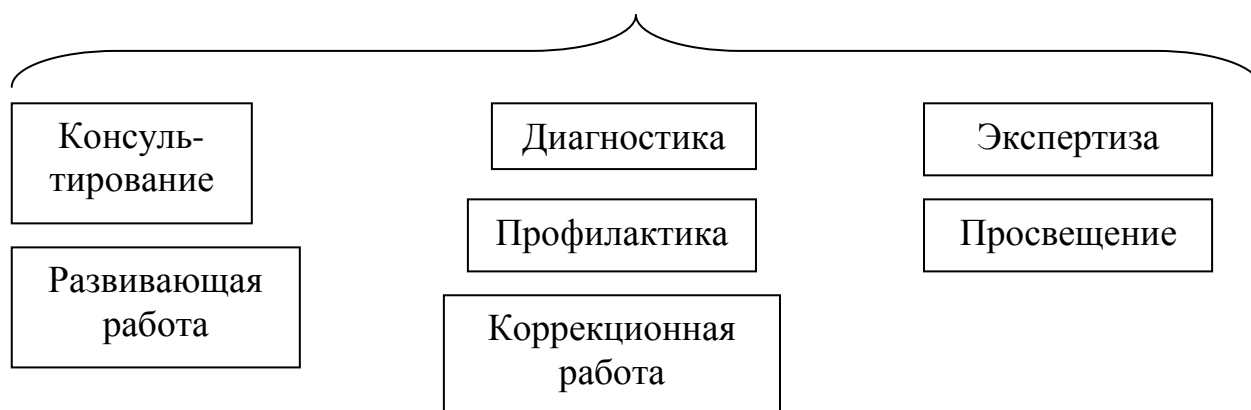 Консуль-
тирование
Диагностика
Экспертиза
Профилактика
Просвещение
Развивающая
работа
Коррекционная
работа